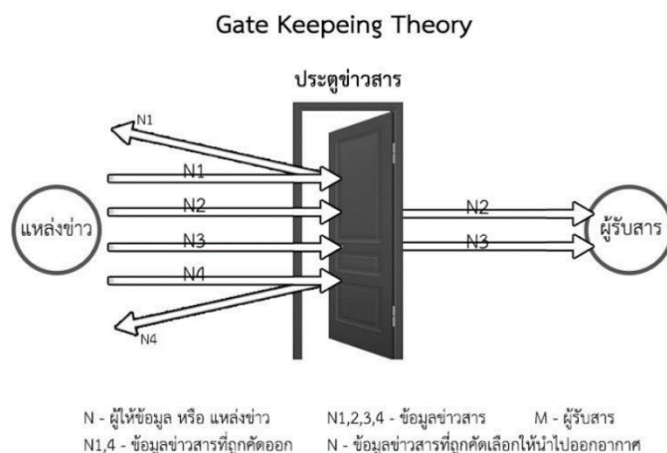 Gate Keepeing Theory
ประตูข่าวสาร
N1
N1
N2
N3
N4
N4
แหล่งข่าว
N2
N3
ผู้รับสาร
N - ผู้ให้ข้อมูล หรือ แหล่งข่าว N1,2,3,4 - ข้อมูลข่าวสาร M - ผู้รับสาร
N1,4 - ข้อมูลข่าวสารที่ถูกคัดออก N - ข้อมูลข่าวสารที่ถูกคัดเลือกให้นำไปออกอากาศ